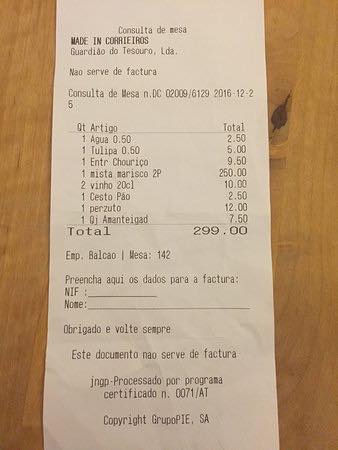 Consulta de mesa
MADE IN CORRIEIROS
Guardião do Tesouro, Lda.
Nao serve de factura
Consulta de Mesa n.DC 02009/6129 2016-12-2
5
Qt Artigo Total
1 Agua 0.50 2.50
1 Tulipa 0.50 5.00
1 Entr Chouriço 9.50
1 mista marisco 2P 250.00
2 vinho 20cl 10.00
1 Cesto Pão 2.50
1 perzuto 12.00
1 Qj Amanteigad 7.50
Total 299.00
Emp. Balcao | Mesa: 142
Preencha aqui os dados para a factura:
NIF :
Nome:
Obrigado e volte sempre
Este documento nao serve de factura
jngp-Processado por programa
certificado n. 0071/AT
Copyright GrupoPIE, SA